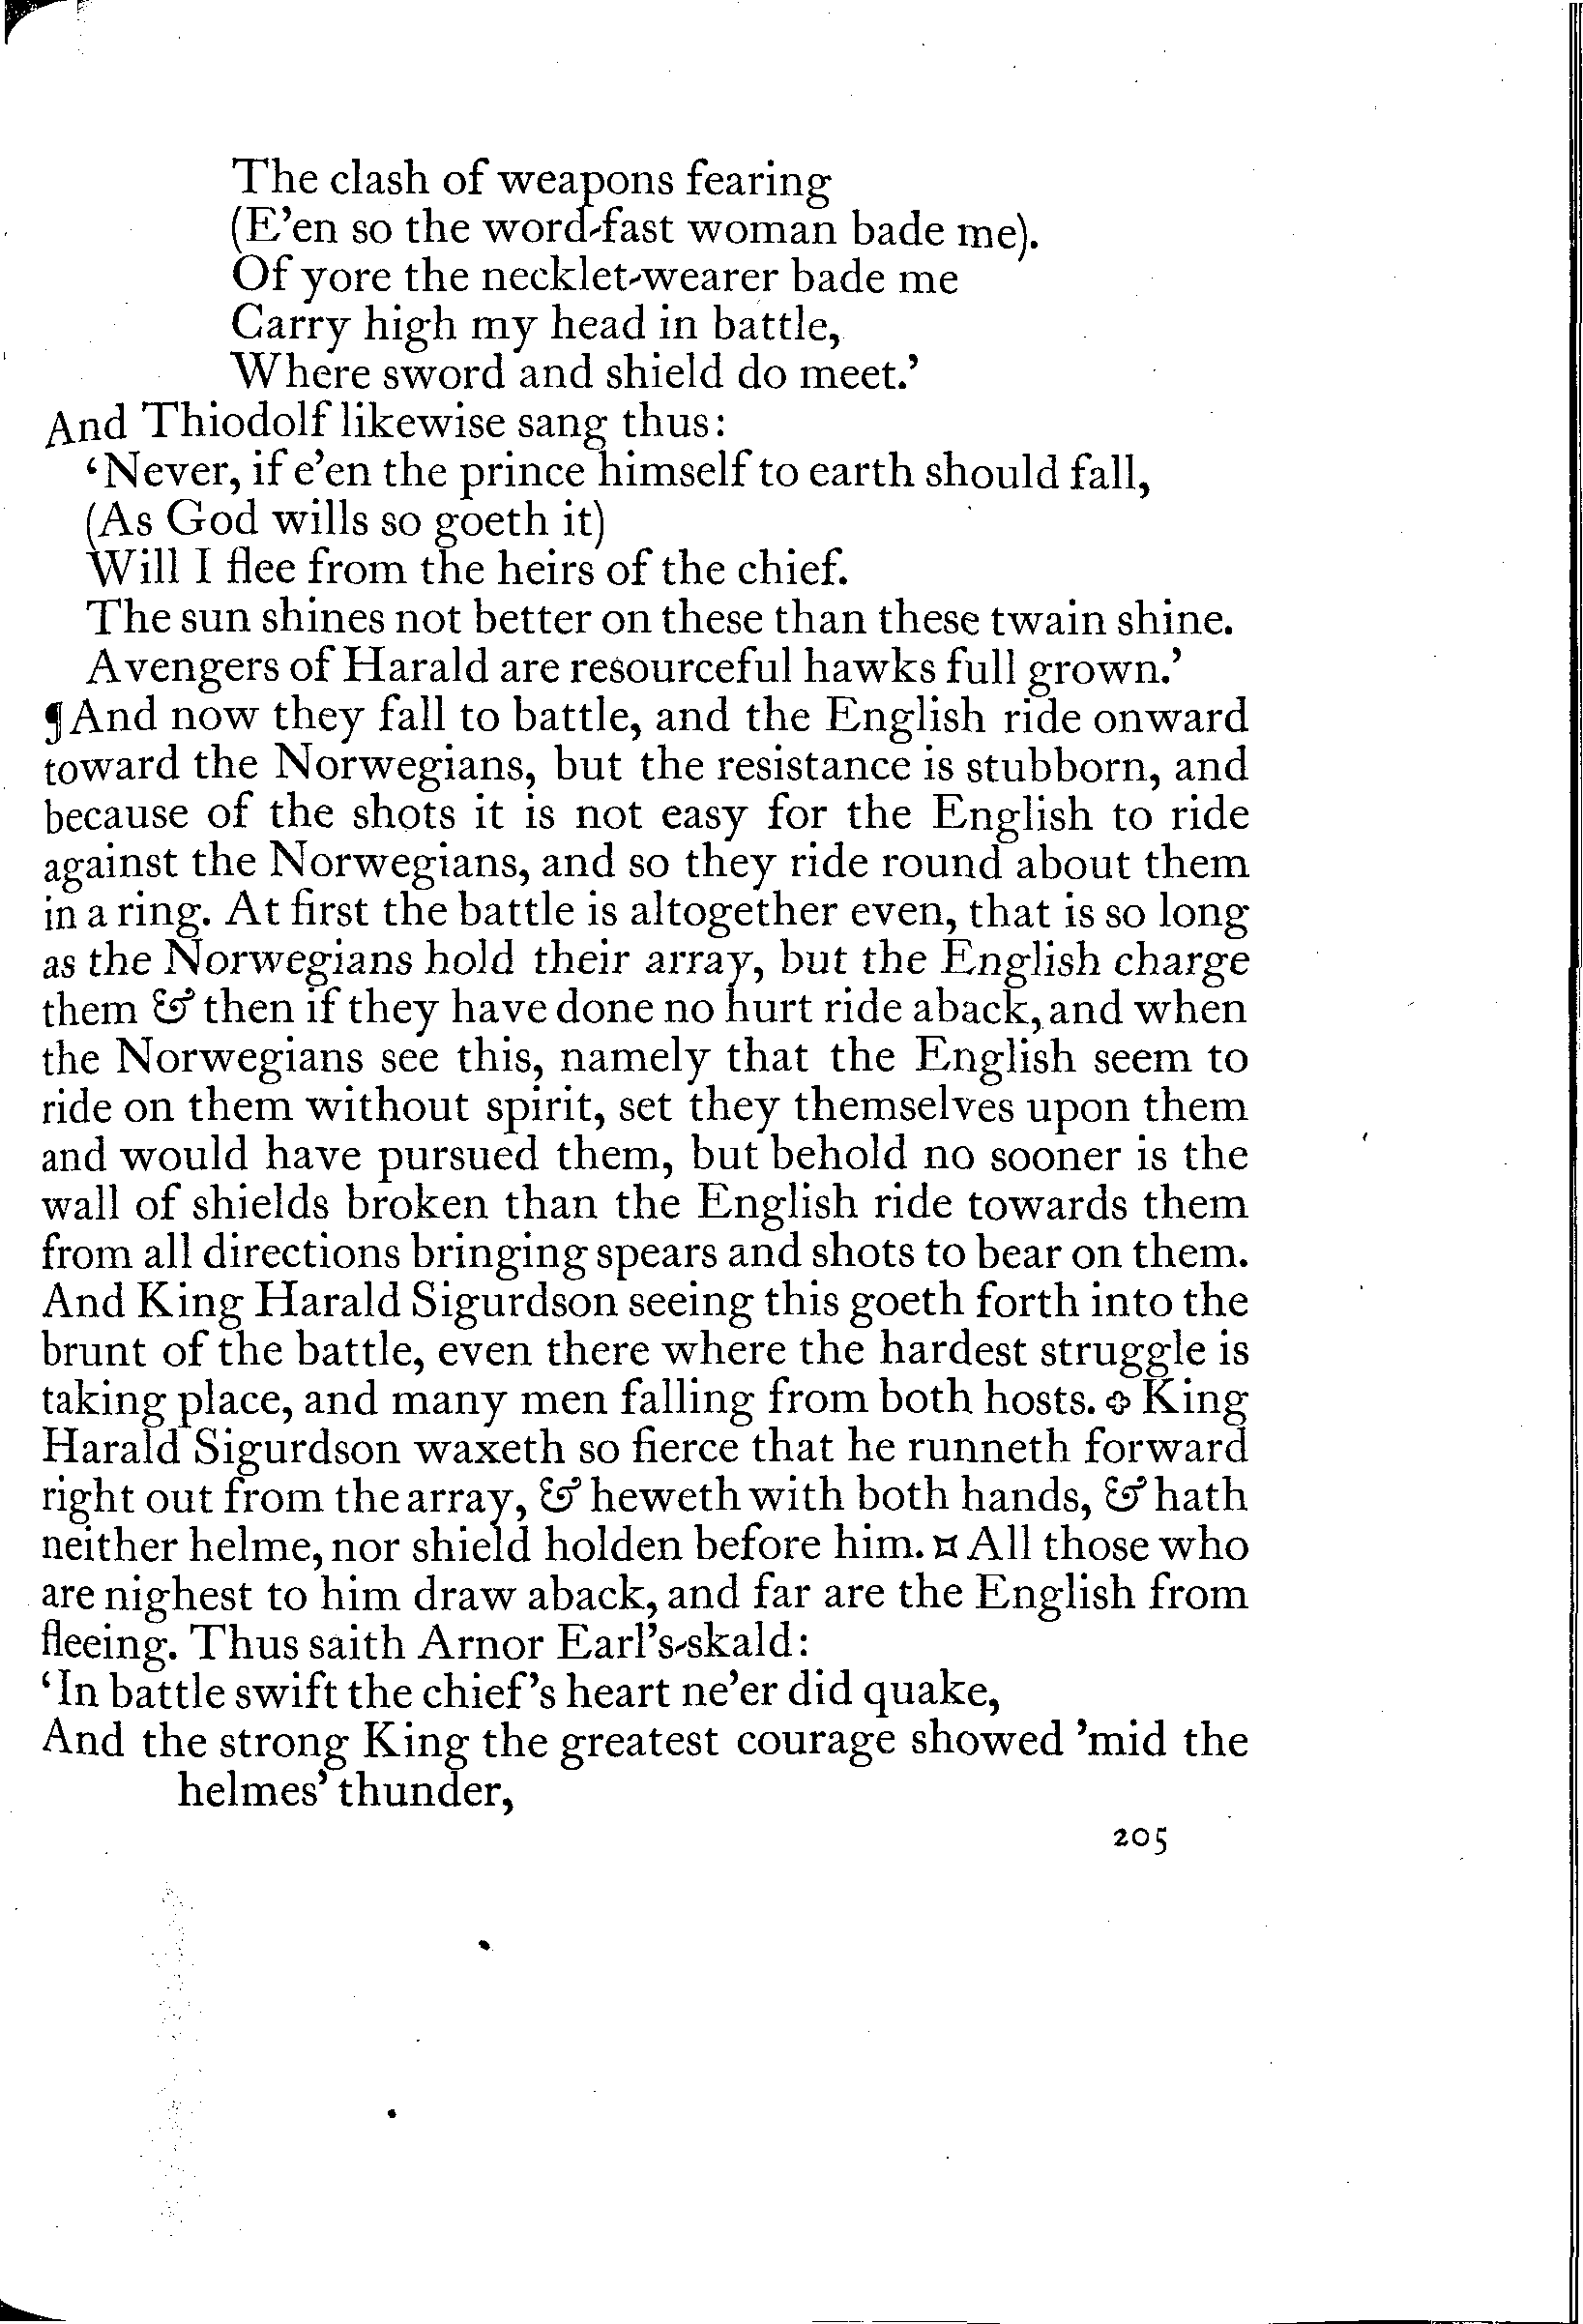 The clash of weapons fearing
(E'en so the word-fast woman bade me).
Of yore the necklet-wearer bade me
Carry high my head in battle,
Where sword and shield do meet.'
And Thiodolf likewise sang thus:
'Never, if e'en the prince himself to earth should fall,
(As God wills so goeth it)
Will I flee from the heirs of the chief.
The sun shines not better on these than these twain shine.
Avengers of Harald are resourceful hawks full grown.'
¶ And now they fall to battle, and the English ride onward
toward the Norwegians, but the resistance is stubborn, and
because of the shots it is not easy for the English to ride
against the Norwegians, and so they ride round about them
in a ring. At first the battle is altogether even, that is so long
as the Norwegians hold their array, but the English charge
them & then if they have done no hurt ride aback, and when
the Norwegians see this, namely that the English seem to
ride on them without spirit, set they themselves upon them
and would have pursued them, but behold no sooner is the
wall of shields broken than the English ride towards them
from all directions bringing spears and shots to bear on them.
And King Harald Sigurdson seeing this goeth forth into the
brunt of the battle, even there where the hardest struggle is
taking place, and many men falling from both hosts. King
Harald Sigurdson waxeth so fierce that he runneth forward
right out from the array, & heweth with both hands, & hath
neither helme, nor shield holden before him. All those who
are nighest to him draw aback, and far are the English from
fleeing. Thus saith Arnor Earl's-skald:
'In battle swift the chief's heart ne'er did quake,
And the strong King the greatest courage showed 'mid the
helmes' thunder,
205